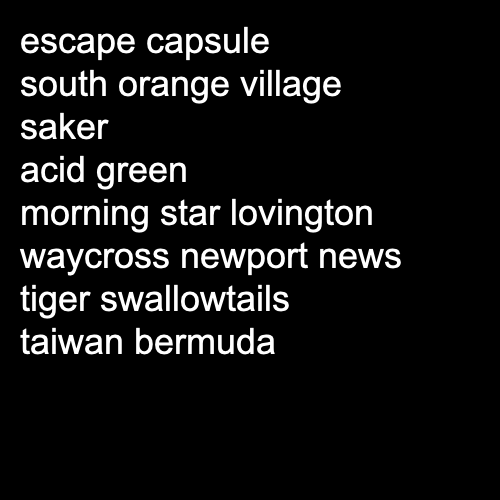 escape capsule
south orange village
saker
acid green
morning star lovington
waycross newport news
tiger swallowtails
taiwan bermuda